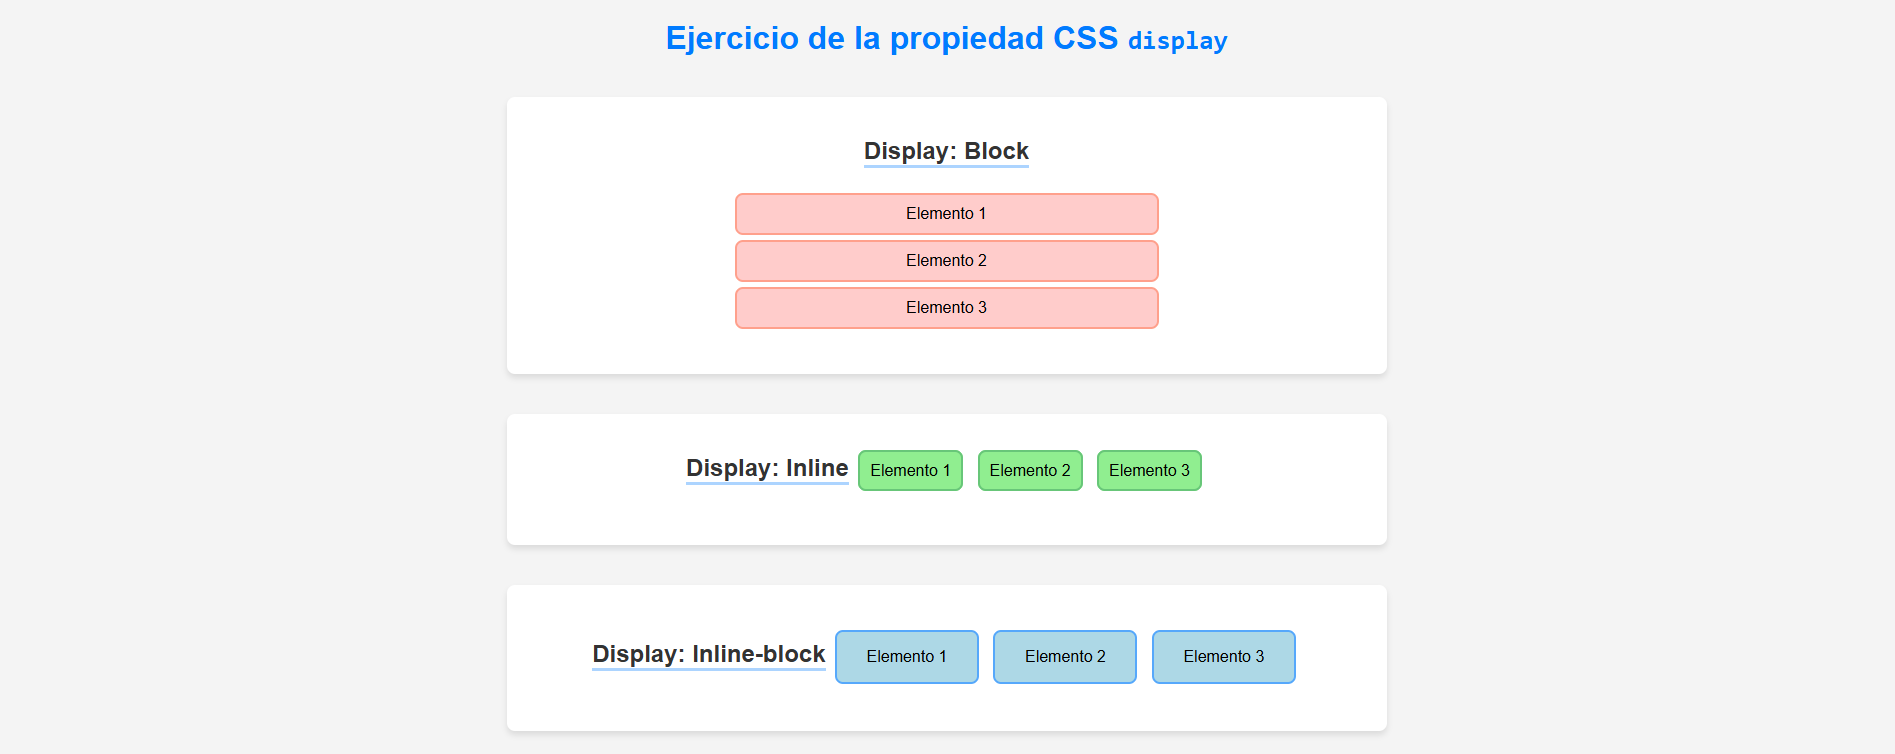 Ejercicio de la propiedad CSS display
Display: Block
Elemento 1
Elemento 2
Elemento 3
Display: Inline Elemento 1 Elemento 2 Elemento 3
Display: Inline-block Elemento 1 Elemento 2 Elemento 3